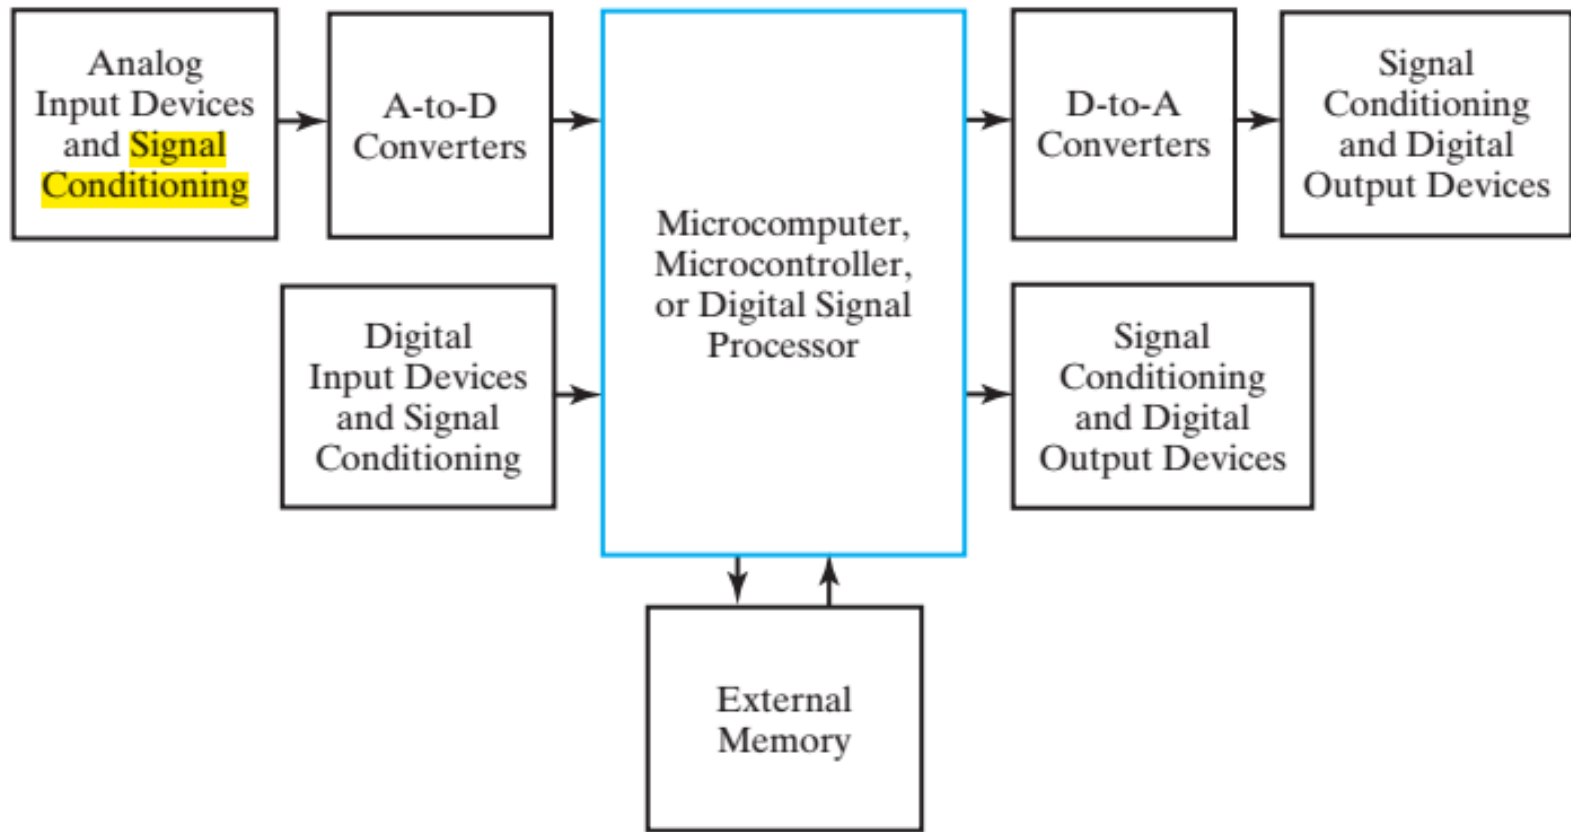 Analog
Input Devices
and Signal
Conditioning
A-to-D
Converters
Microcomputer,
Microcontroller,
or Digital Signal
Processor
D-to-A
Converters
Signal
Conditioning
and Digital
Output Devices
Digital
Input Devices
and Signal
Conditioning
Signal
Conditioning
and Digital
Output Devices
External
Memory